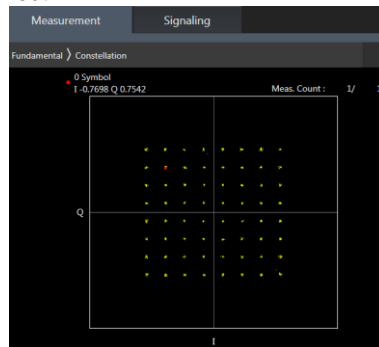 Measurement Signaling
Fundamental 〉 Constellation
0 Symbol
I -0.7698 Q 0.7542 Meas. Count : 1/
Q
I